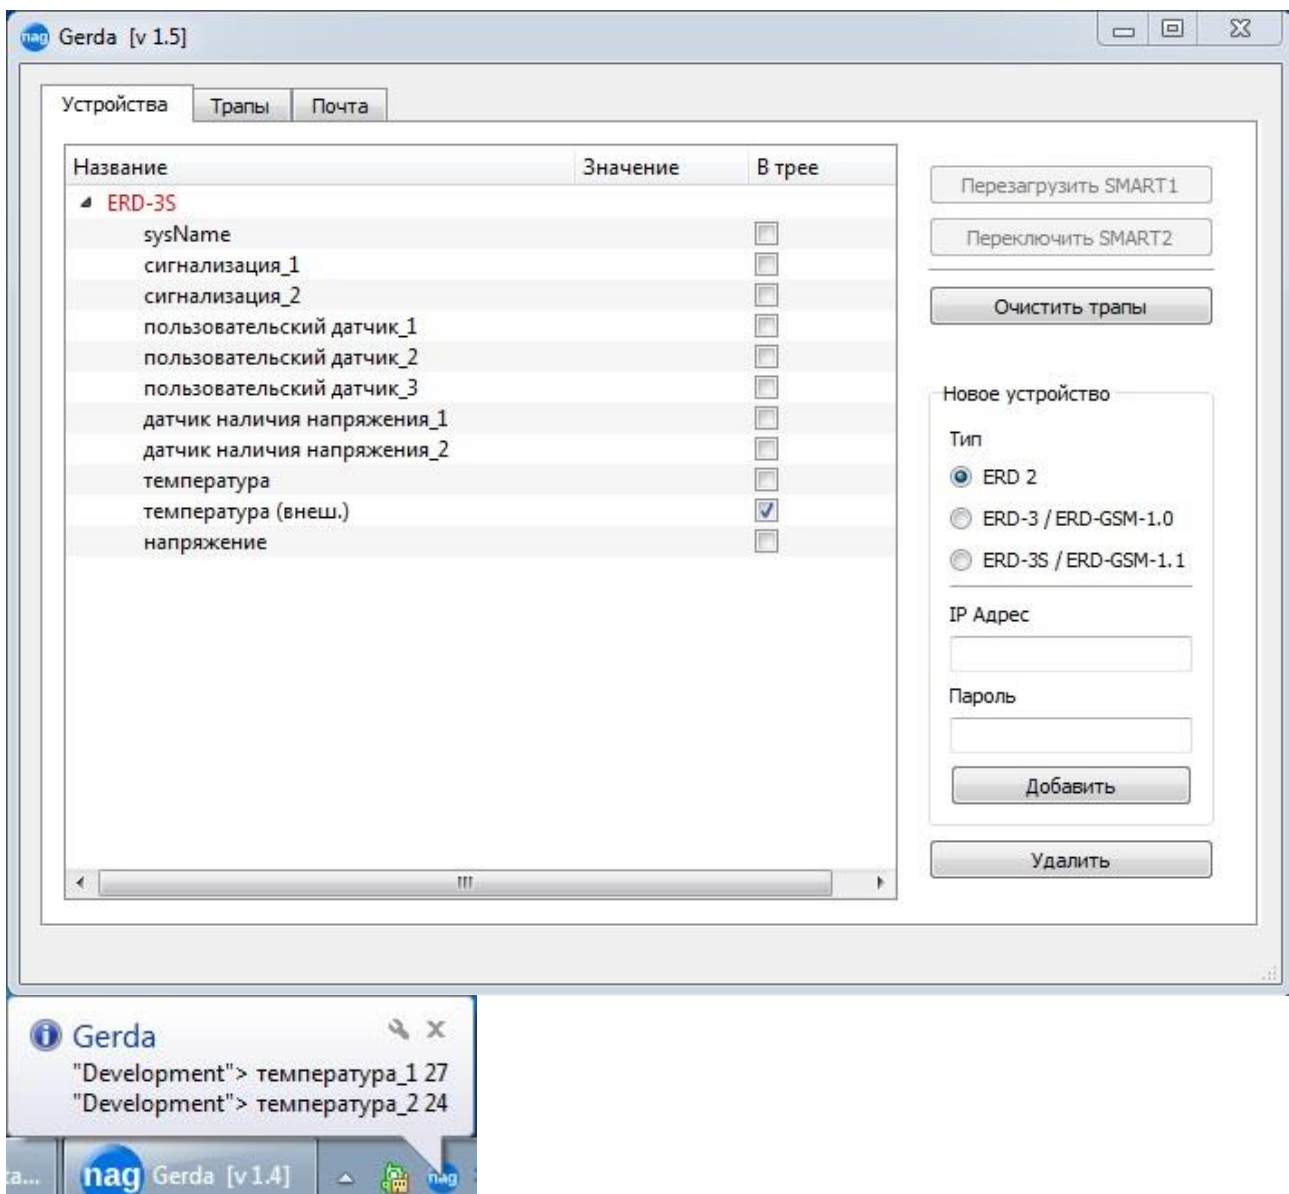 nag Gerda [v 1.5]
Устройства Трапы Почта
Название Значение В трее
ERD-3S
sysName
сигнализация_1
сигнализация_2
пользовательский датчик_1
пользовательский датчик_2
пользовательский датчик_3
датчик наличия напряжения_1
датчик наличия напряжения_2
температура
температура (внеш.)
напряжение
Перезагрузить SMART1
Переключить SMART2
Очистить трапы
Новое устройство
Тип
ERD 2
ERD-3 / ERD-GSM-1.0
ERD-3S / ERD-GSM-1.1
IP Адрес
Пароль
Добавить
Удалить
Gerda
"Development"> температура_1 27
"Development"> температура_2 24
nag Gerda [v 1.4] nag